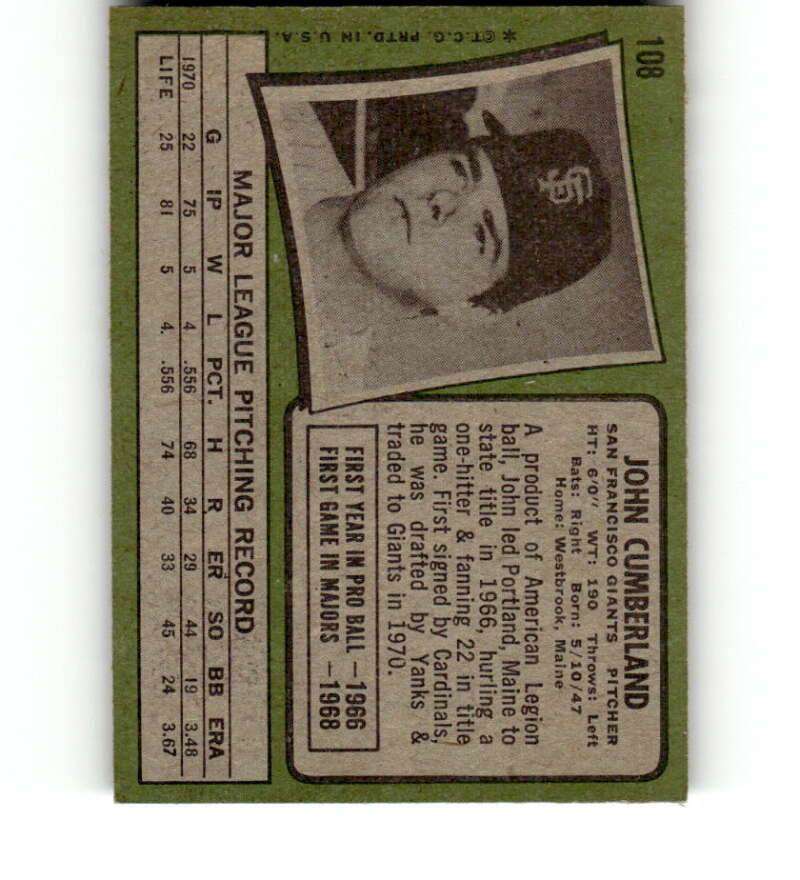 108
*©T.C.G. PRTD. IN U.S.A.
SF
JOHN CUMBERLAND
SAN FRANCISCO GIANTS PITCHER
HT: 6'0" WT: 190 Throws: Left
Bats: Right Born: 5/10/47
Home: Westbrook, Maine
A product of American Legion
ball, John led Portland, Maine to
state title in 1966, hurling a
one-hitter & fanning 22 in title
game. First signed by Cardinals,
he was drafted by Yanks &
traded to Giants in 1970.
FIRST YEAR IN PRO BALL —1966
FIRST GAME IN MAJORS —1968
MAJOR LEAGUE PITCHING RECORD
G IP W L PCT. H R ER SO BB ERA
1970 22 75 5 4. .556 68 34 29 44 19 3.48
LIFE 25 81 5 4. .556 74 40 33 45 24 3.67